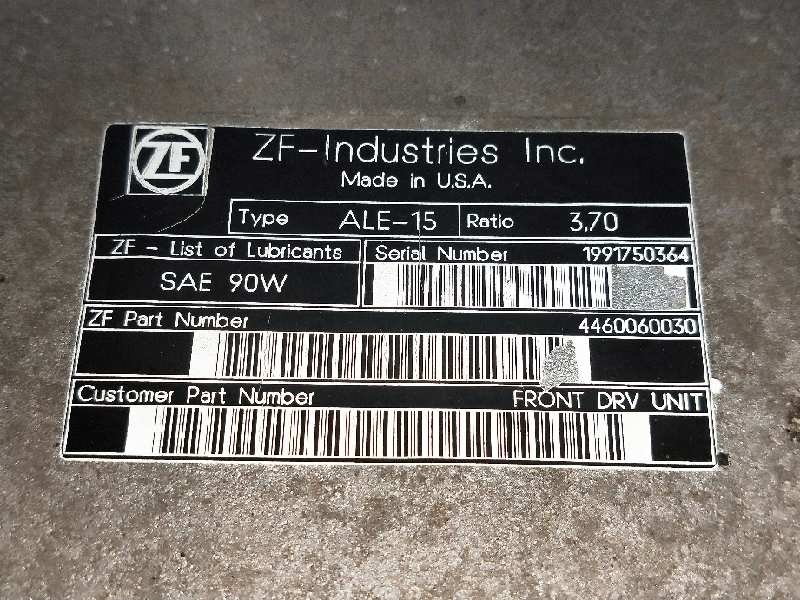 ZF
ZF-Industries Inc.
Made in U.S.A.
Type ALE-15 Ratio 3.70
ZF - List of Lubricants Serial Number 1991750364
SAE 90W
ZF Part Number 4460060030
Customer Part Number FRONT DRV UNIT